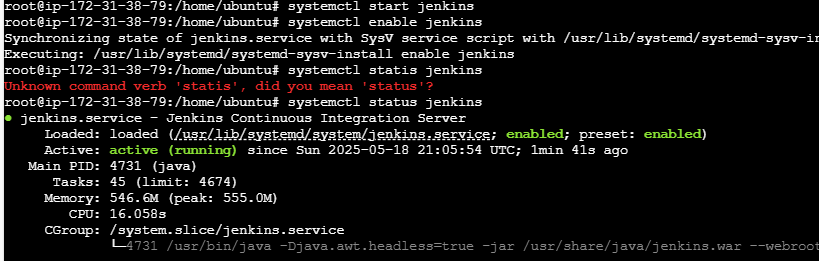 root@ip-172-31-38-79:/home/ubuntu# systemctl start jenkins
root@ip-172-31-38-79:/home/ubuntu# systemctl enable jenkins
Synchronizing state of jenkins.service with SysV service script with /usr/lib/systemd/systemd-sysv-in
Executing: /usr/lib/systemd/systemd-sysv-install enable jenkins
root@ip-172-31-38-79:/home/ubuntu# systemctl statis jenkins
Unknown command verb 'statis', did you mean 'status'?
root@ip-172-31-38-79:/home/ubuntu# systemctl status jenkins
● jenkins.service - Jenkins Continuous Integration Server
Loaded: loaded (/usr/lib/systemd/system/jenkins.service; enabled; preset: enabled)
Active: active (running) since Sun 2025-05-18 21:05:54 UTC; 1min 41s ago
Main PID: 4731 (java)
Tasks: 45 (limit: 4674)
Memory: 546.6M (peak: 555.0M)
CPU: 16.058s
CGroup: /system.slice/jenkins.service
└─4731 /usr/bin/java -Djava.awt.headless=true -jar /usr/share/java/jenkins.war --webroot